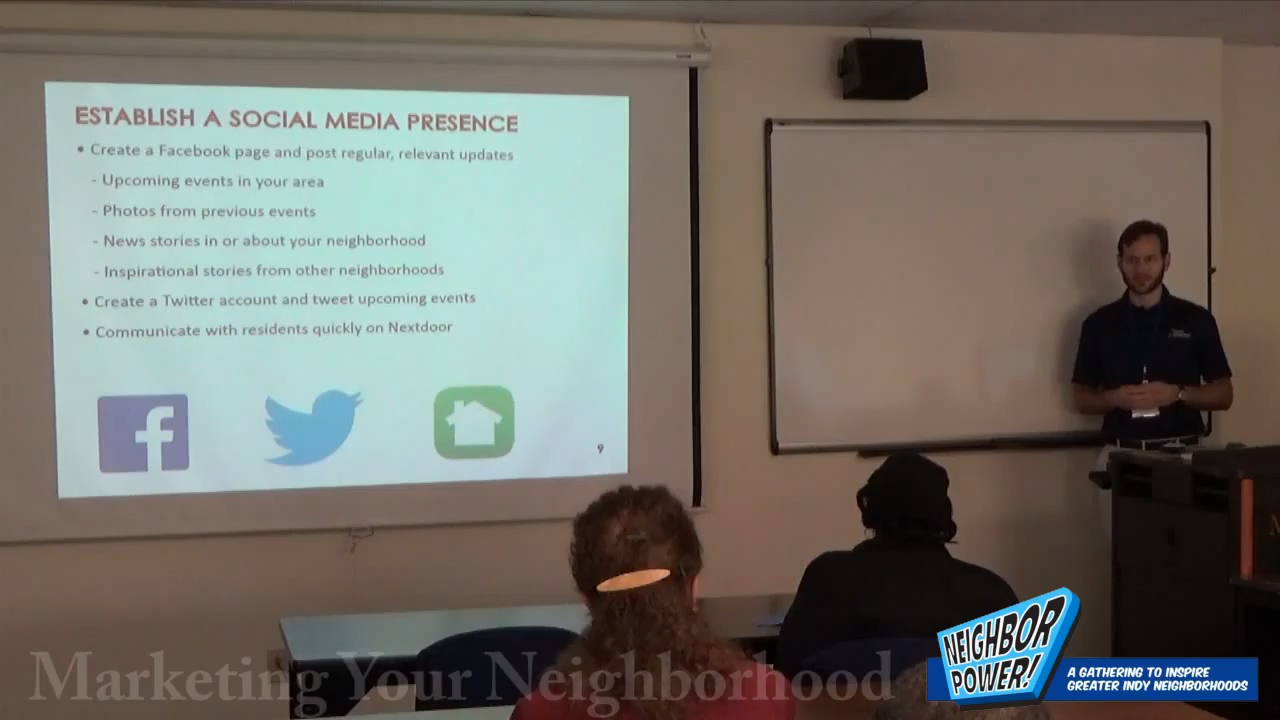 ESTABLISH A SOCIAL MEDIA PRESENCE
• Create a Facebook page and post regular, relevant updates
- Upcoming events in your area
- Photos from previous events
- News stories in or about your neighborhood
- Inspirational stories from other neighborhoods
• Create a Twitter account and tweet upcoming events
• Communicate with residents quickly on Nextdoor
f
9
Marketing Your Neighborhood
NEIGHBOR
POWER!
A GATHERING TO INSPIRE
GREATER INDY NEIGHBORHOODS